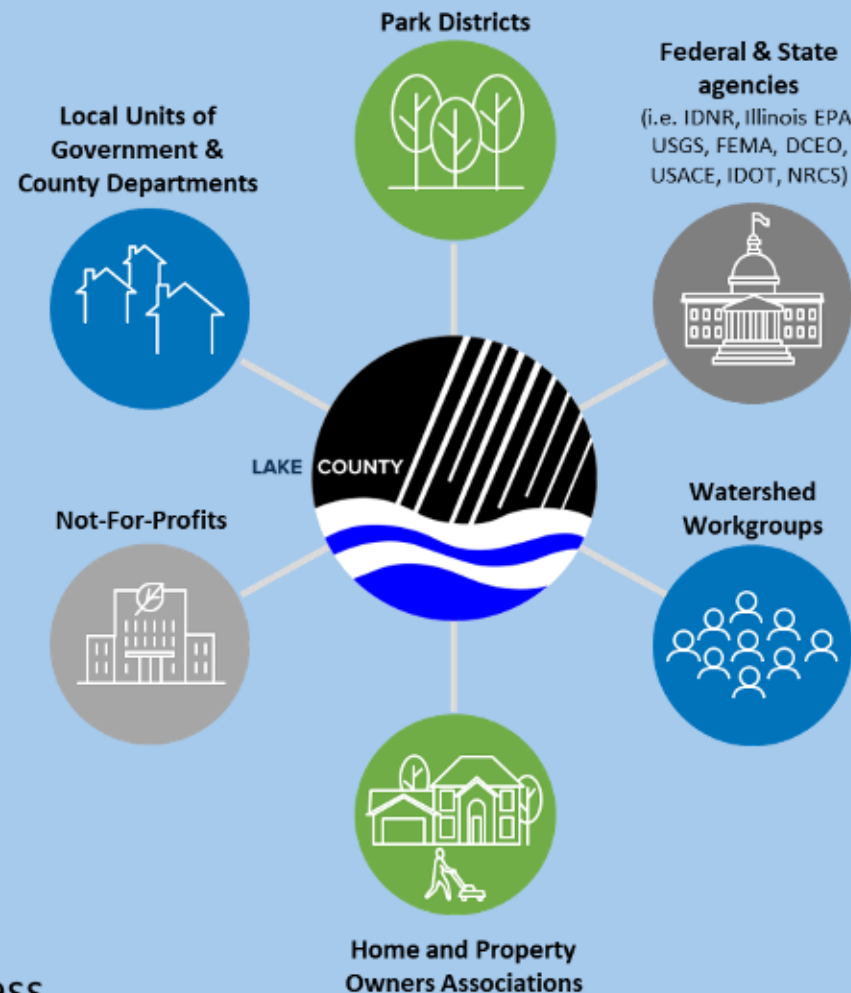 Park Districts
Federal & State
agencies
(i.e. IDNR, Illinois EPA
USGS, FEMA, DCEO,
USACE, IDOT, NRCS)
Local Units of
Government &
County Departments
LAKE COUNTY
Not-For-Profits
Watershed
Workgroups
Home and Property
Owners Associations